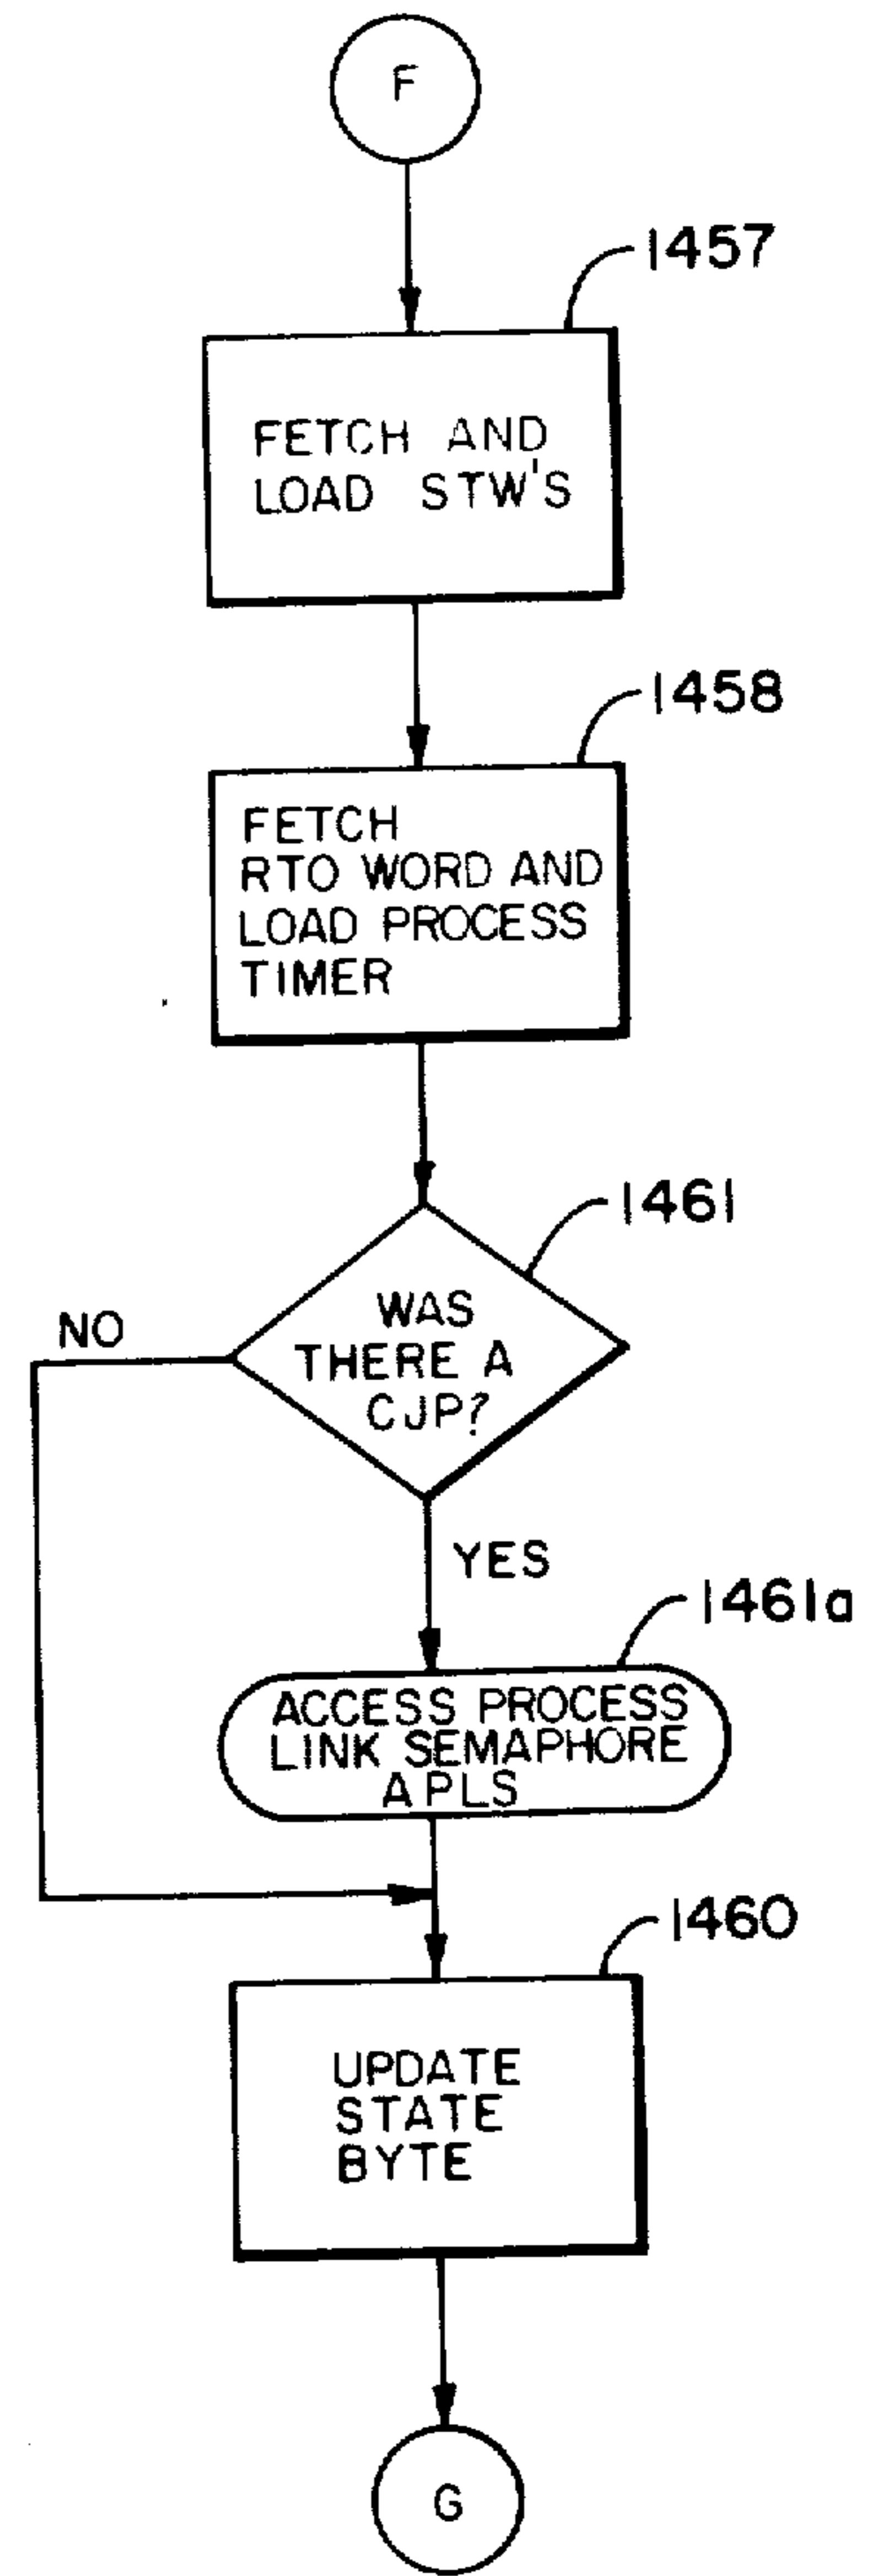 F
1457
FETCH AND
LOAD STW'S
1458
FETCH
RTO WORD AND
LOAD PROCESS
TIMER
1461
WAS
THERE A
CJP?
NO
YES
1461a
ACCESS PROCESS
LINK SEMAPHORE
APLS
1460
UPDATE
STATE
BYTE
G